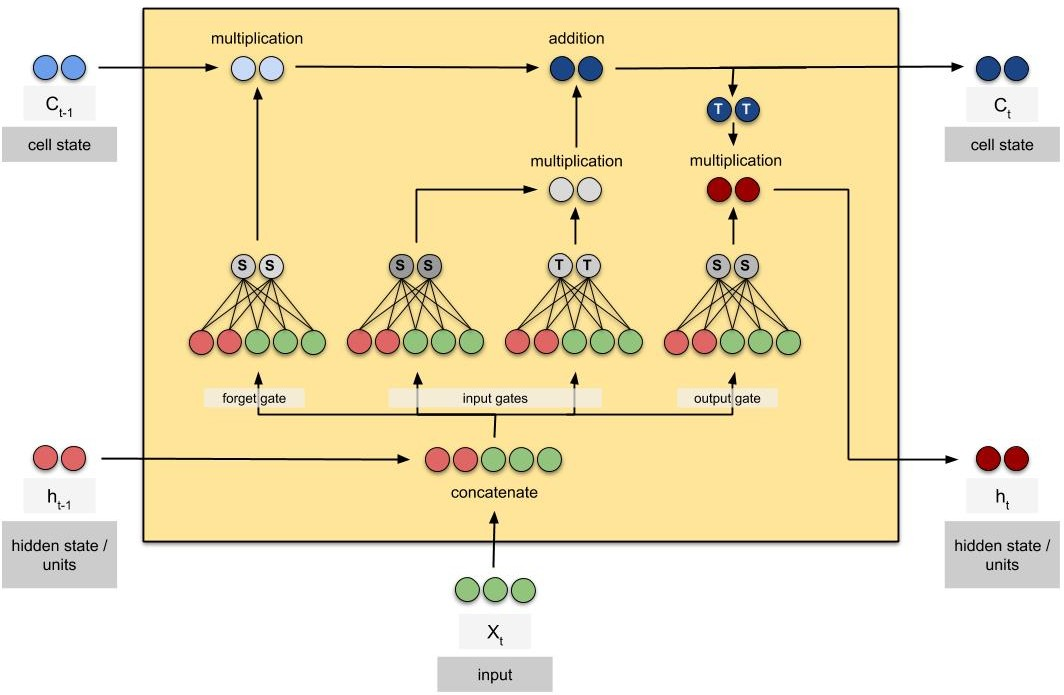 multiplication
addition
C t-1
cell state
C t
cell state
T T
multiplication
multiplication
S S
S S
T T
S S
forget gate
input gates
output gate
h t-1
hidden state /
units
concatenate
h t
hidden state /
units
X t
input